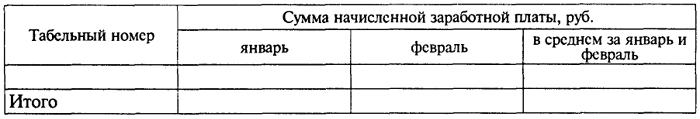 Табельный номер
Сумма начисленной заработной платы, руб.
январь
февраль
в среднем за январь и
февраль
Итого